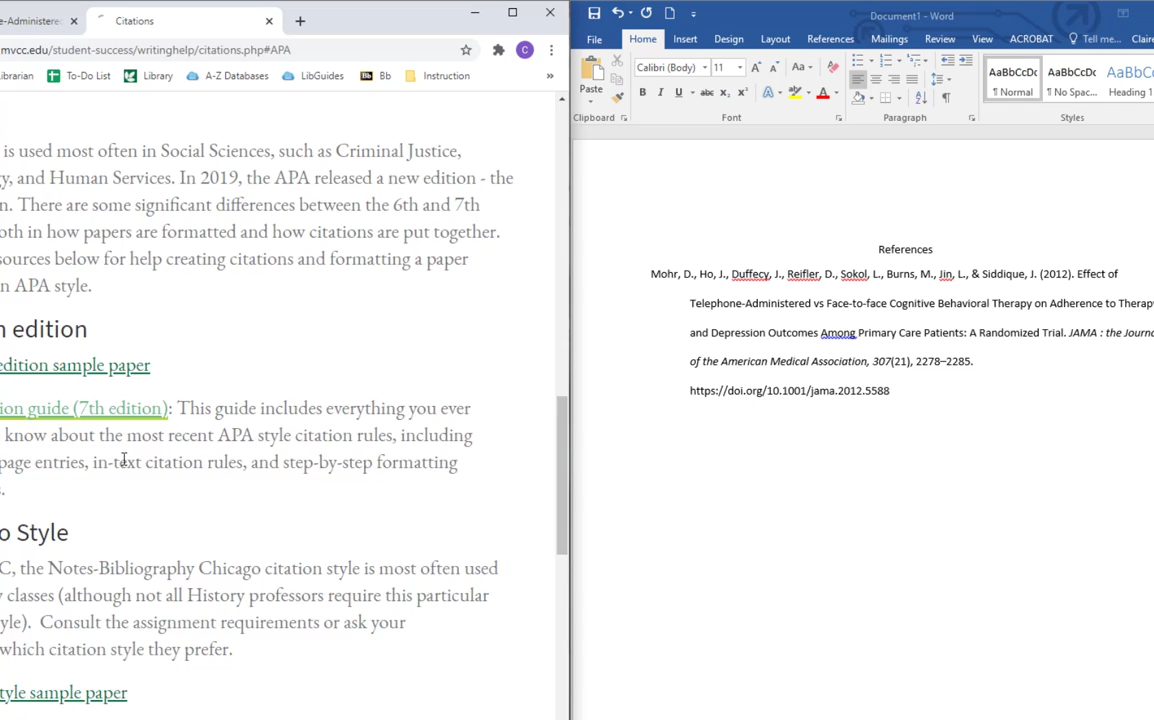 e-Administere
Citations
mvcc.edu/student-success/writinghelp/citations.php#APA
C
ibrarian
To-Do List
Library
A-Z Databases
LibGuides
Bb
Bb
Instruction
»
is used most often in Social Sciences, such as Criminal Justice,
gy, and Human Services. In 2019, the APA released a new edition - the
on. There are some significant differences between the 6th and 7th
oth in how papers are formatted and how citations are put together.
sources below for help creating citations and formatting a paper
n APA style.
h edition
edition sample paper
ion guide (7th edition): This guide includes everything you ever
know about the most recent APA style citation rules, including
page entries, in-text citation rules, and step-by-step formatting
s.
o Style
C, the Notes-Bibliography Chicago citation style is most often used
y classes (although not all History professors require this particular
yle). Consult the assignment requirements or ask your
which citation style they prefer.
tyle sample paper
Document1 - Word
File
Home
Insert
Design
Layout
References
Mailings
Review
View
ACROBAT
Tell me...
Claire
Paste
Calibri (Body)
11
A
A
Aa
B
I
U
abc
x₂
x²
A
A
AaBbCcDc
AaBbCcDc
AaBbCc
¶ Normal
¶ No Spac...
Heading 1
Clipboard
Font
Paragraph
Styles
References
Mohr, D., Ho, J., Duffecy, J., Reifler, D., Sokol, L., Burns, M., Jin, L., & Siddique, J. (2012). Effect of
Telephone-Administered vs Face-to-face Cognitive Behavioral Therapy on Adherence to Therap
and Depression Outcomes Among Primary Care Patients: A Randomized Trial. JAMA : the Journa
of the American Medical Association, 307(21), 2278–2285.
https://doi.org/10.1001/jama.2012.5588